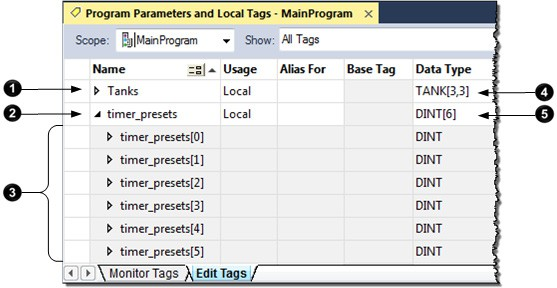 Program Parameters and Local Tags - MainProgram ×
Scope: MainProgram Show: All Tags
Name Usage Alias For Base Tag Data Type
1 Tanks Local TANK[3,3] 4
2 timer_presets Local DINT[6] 5
timer_presets[0] DINT
timer_presets[1] DINT
3 timer_presets[2] DINT
timer_presets[3] DINT
timer_presets[4] DINT
timer_presets[5] DINT
Monitor Tags Edit Tags